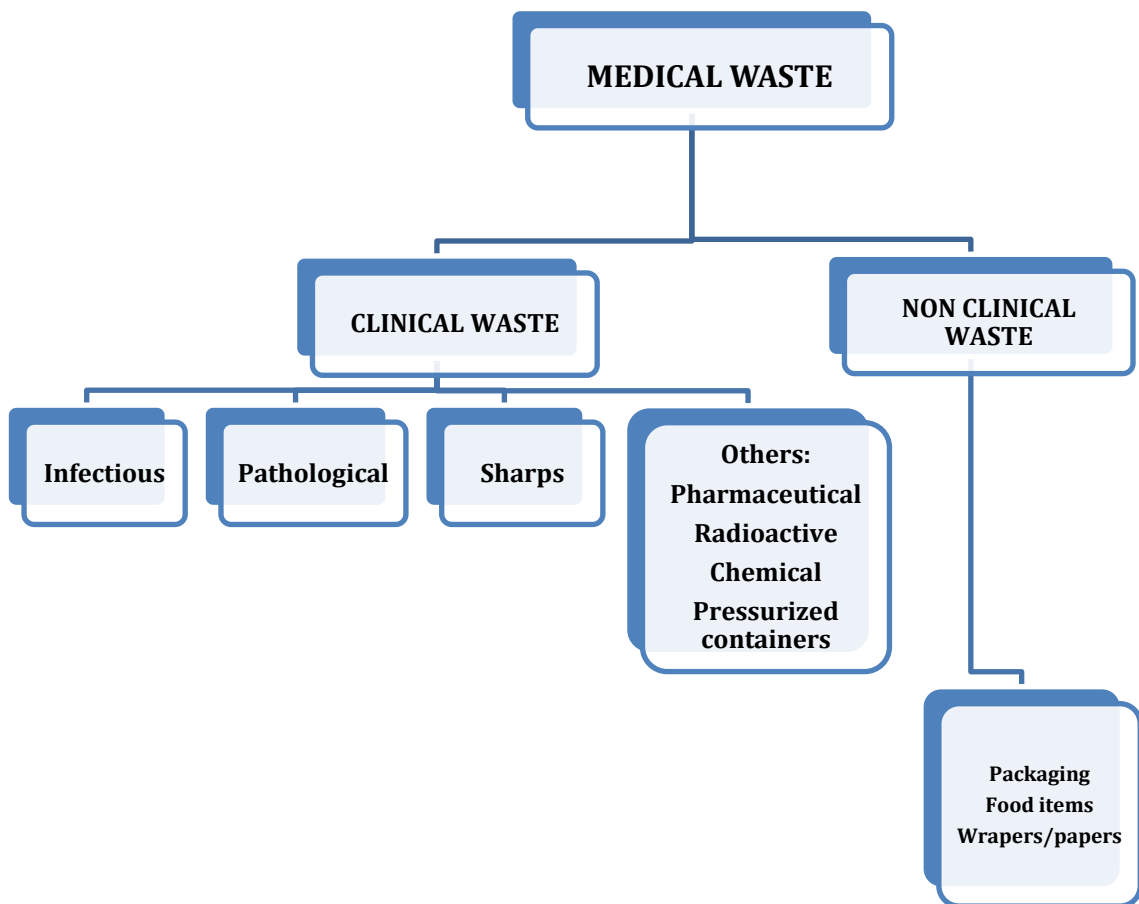 MEDICAL WASTE
CLINICAL WASTE
NON CLINICAL
WASTE
Infectious
Pathological
Sharps
Others:
Pharmaceutical
Radioactive
Chemical
Pressurized
containers
Packaging
Food items
Wrapers/papers